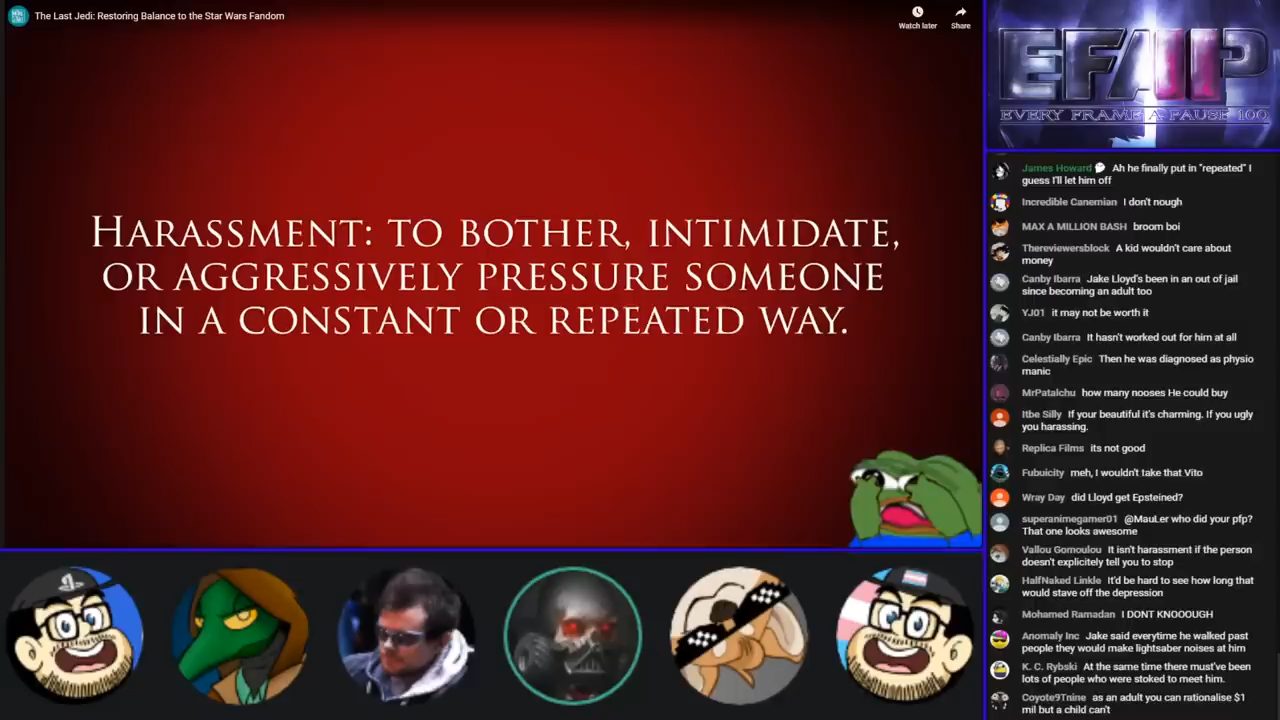 The Last Jedi: Restoring Balance to the Star Wars Fandom
Watch later
Share
HARASSMENT: TO BOTHER, INTIMIDATE,
OR AGGRESSIVELY PRESSURE SOMEONE
IN A CONSTANT OR REPEATED WAY.
EFAP
EVERY FRAME A PAUSE 100
James Howard Ah he finally put in "repeated" I
guess I'll let him off
Incredible Canemian I don't nough
MAX A MILLION BASH broom boi
Thereviewersblock A kid wouldn't care about
money
Canby Ibarra Jake Lloyd's been in an out of jail
since becoming an adult too
YJ01 it may not be worth it
Canby Ibarra It hasn't worked out for him at all
Celestially Epic Then he was diagnosed as physio
manic
MrPatalchu how many nooses He could buy
Itbe Silly If your beautiful it's charming. If you ugly
you harassing.
Replica Films its not good
Fubuicity meh, I wouldn't take that Vito
Wray Day did Lloyd get Epsteined?
superanimegamer01 @MauLer who did your pfp?
That one looks awesome
Vallou Gomoulou It isn't harassment if the person
doesn't explicitely tell you to stop
HalfNaked Linkle It'd be hard to see how long that
would stave off the depression
Mohamed Ramadan I DONT KNOOOUGH
Anomaly Inc Jake said everytime he walked past
people they would make lightsaber noises at him
K. C. Rybski At the same time there must've been
lots of people who were stoked to meet him.
Coyote9Tnine as an adult you can rationalise $1
mil but a child can't